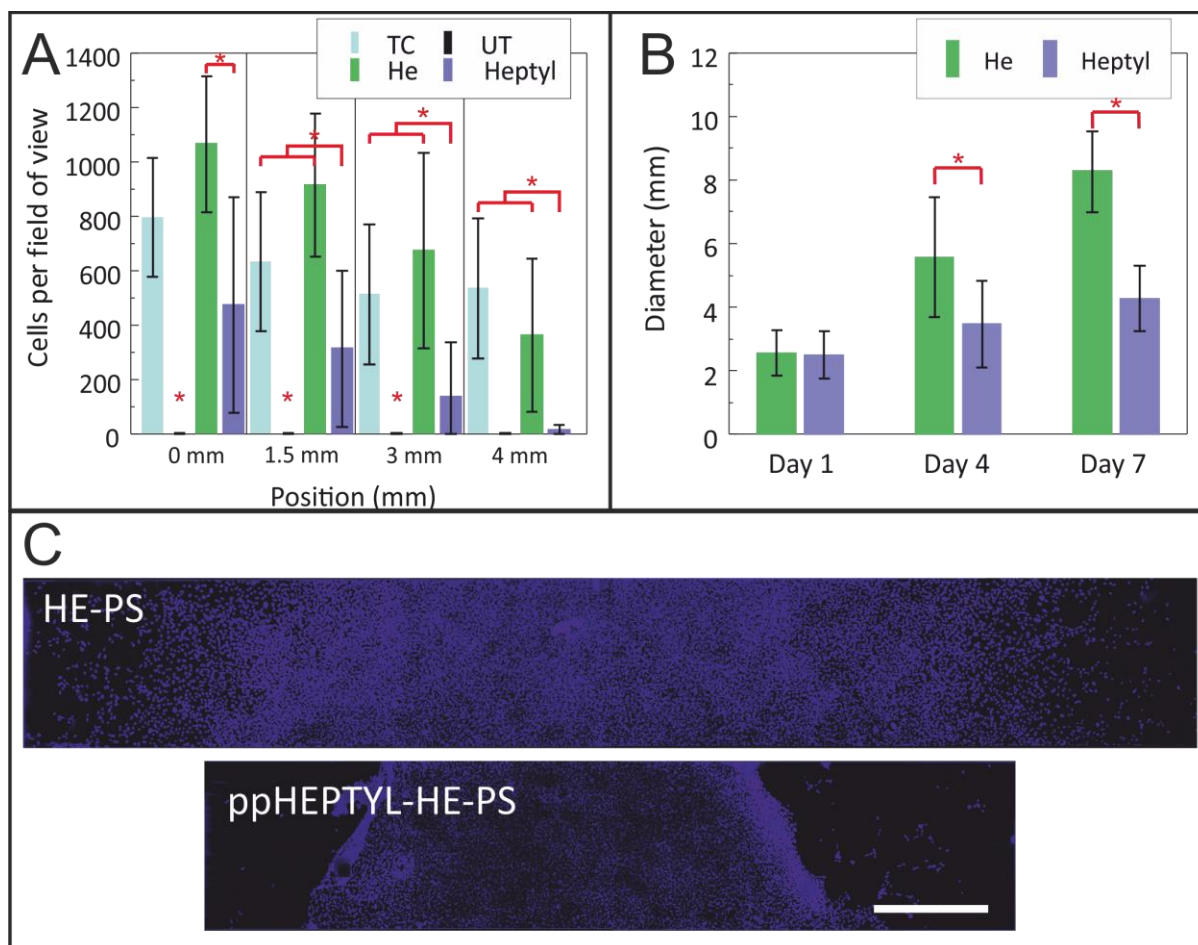 A
TC UT
He Heptyl
Cells per field of view
1400
1200
1000
800
600
400
200
0
*
*
*
*
*
*
*
0 mm 1.5 mm 3 mm 4 mm
Position (mm)
B
He Heptyl
Diameter (mm)
12
10
8
6
4
2
0
*
*
Day 1 Day 4 Day 7
C
HE-PS
ppHEPTYL-HE-PS